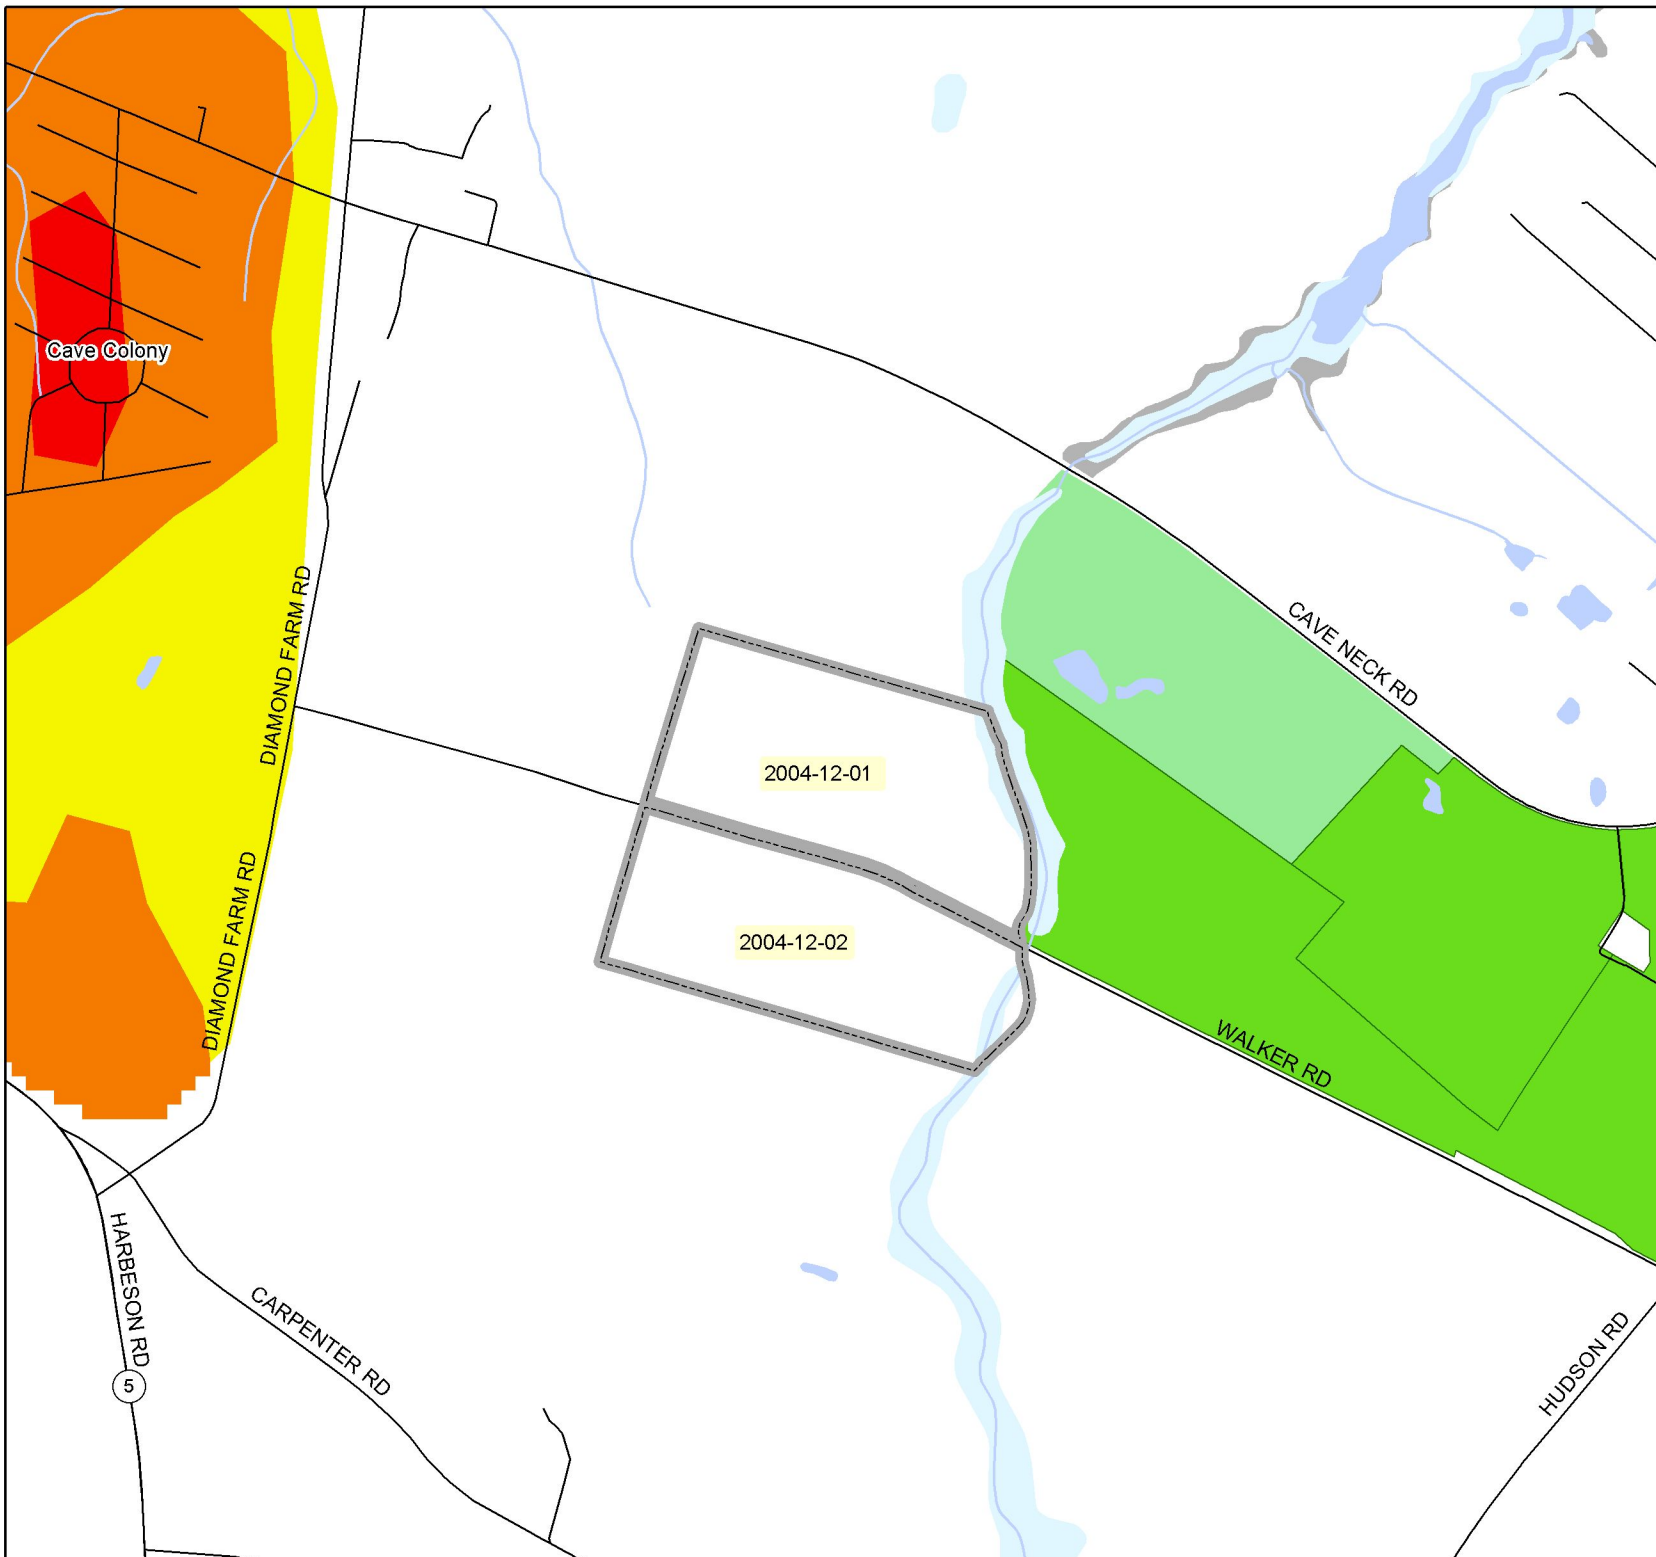 Cave Colony
DIAMOND FARM RD
CAVE NECK RD
2004-12-01
DIAMOND FARM RD
2004-12-02
WALKER RD
HARBESON RD
5
CARPENTER RD
HUDSON RD